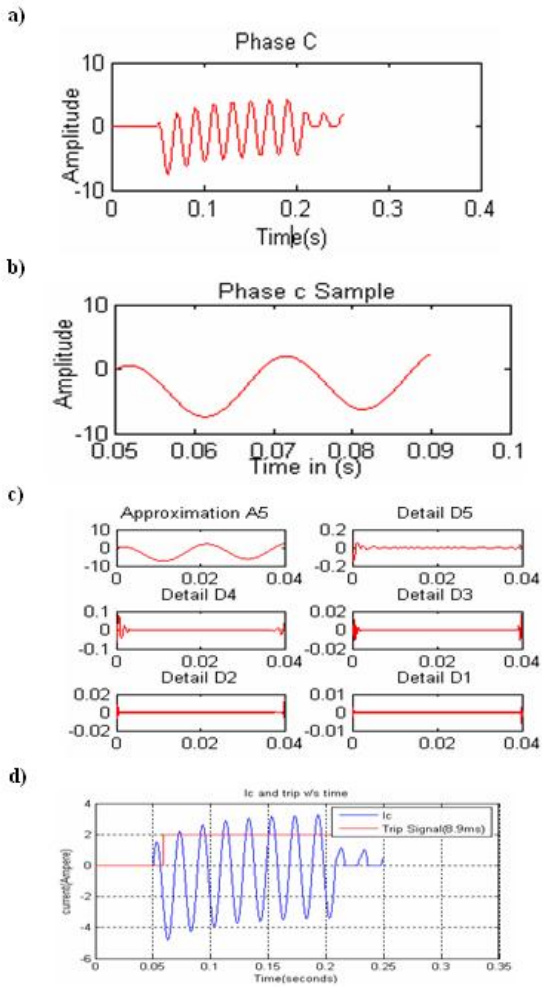 a)
Phase C
10
0
-10
Amplitude
0 0.1 0.2 0.3 0.4
Time(s)
b)
Phase c Sample
10
0
-10
Amplitude
0.05 0.06 0.07 0.08 0.09 0.1
Time in (s)
c)
Approximation A5 Detail D5
10 0.2
0 0
-10 -0.2
0 0.02 0.04 0 0.02 0.04
Detail D4 Detail D3
0.1 0.02
0 0
-0.1 -0.02
0 0.02 0.04 0 0.02 0.04
Detail D2 Detail D1
0.02 0.01
0 0
-0.02 -0.01
0 0.02 0.04 0 0.02 0.04
d)
Ic and trip v/s time
4
2
0
-2
-4
-6
current(Ampere)
Ic
Trip Signal(8.9ms)
0 0.05 0.1 0.15 0.2 0.25 0.3 0.35
Time(seconds)